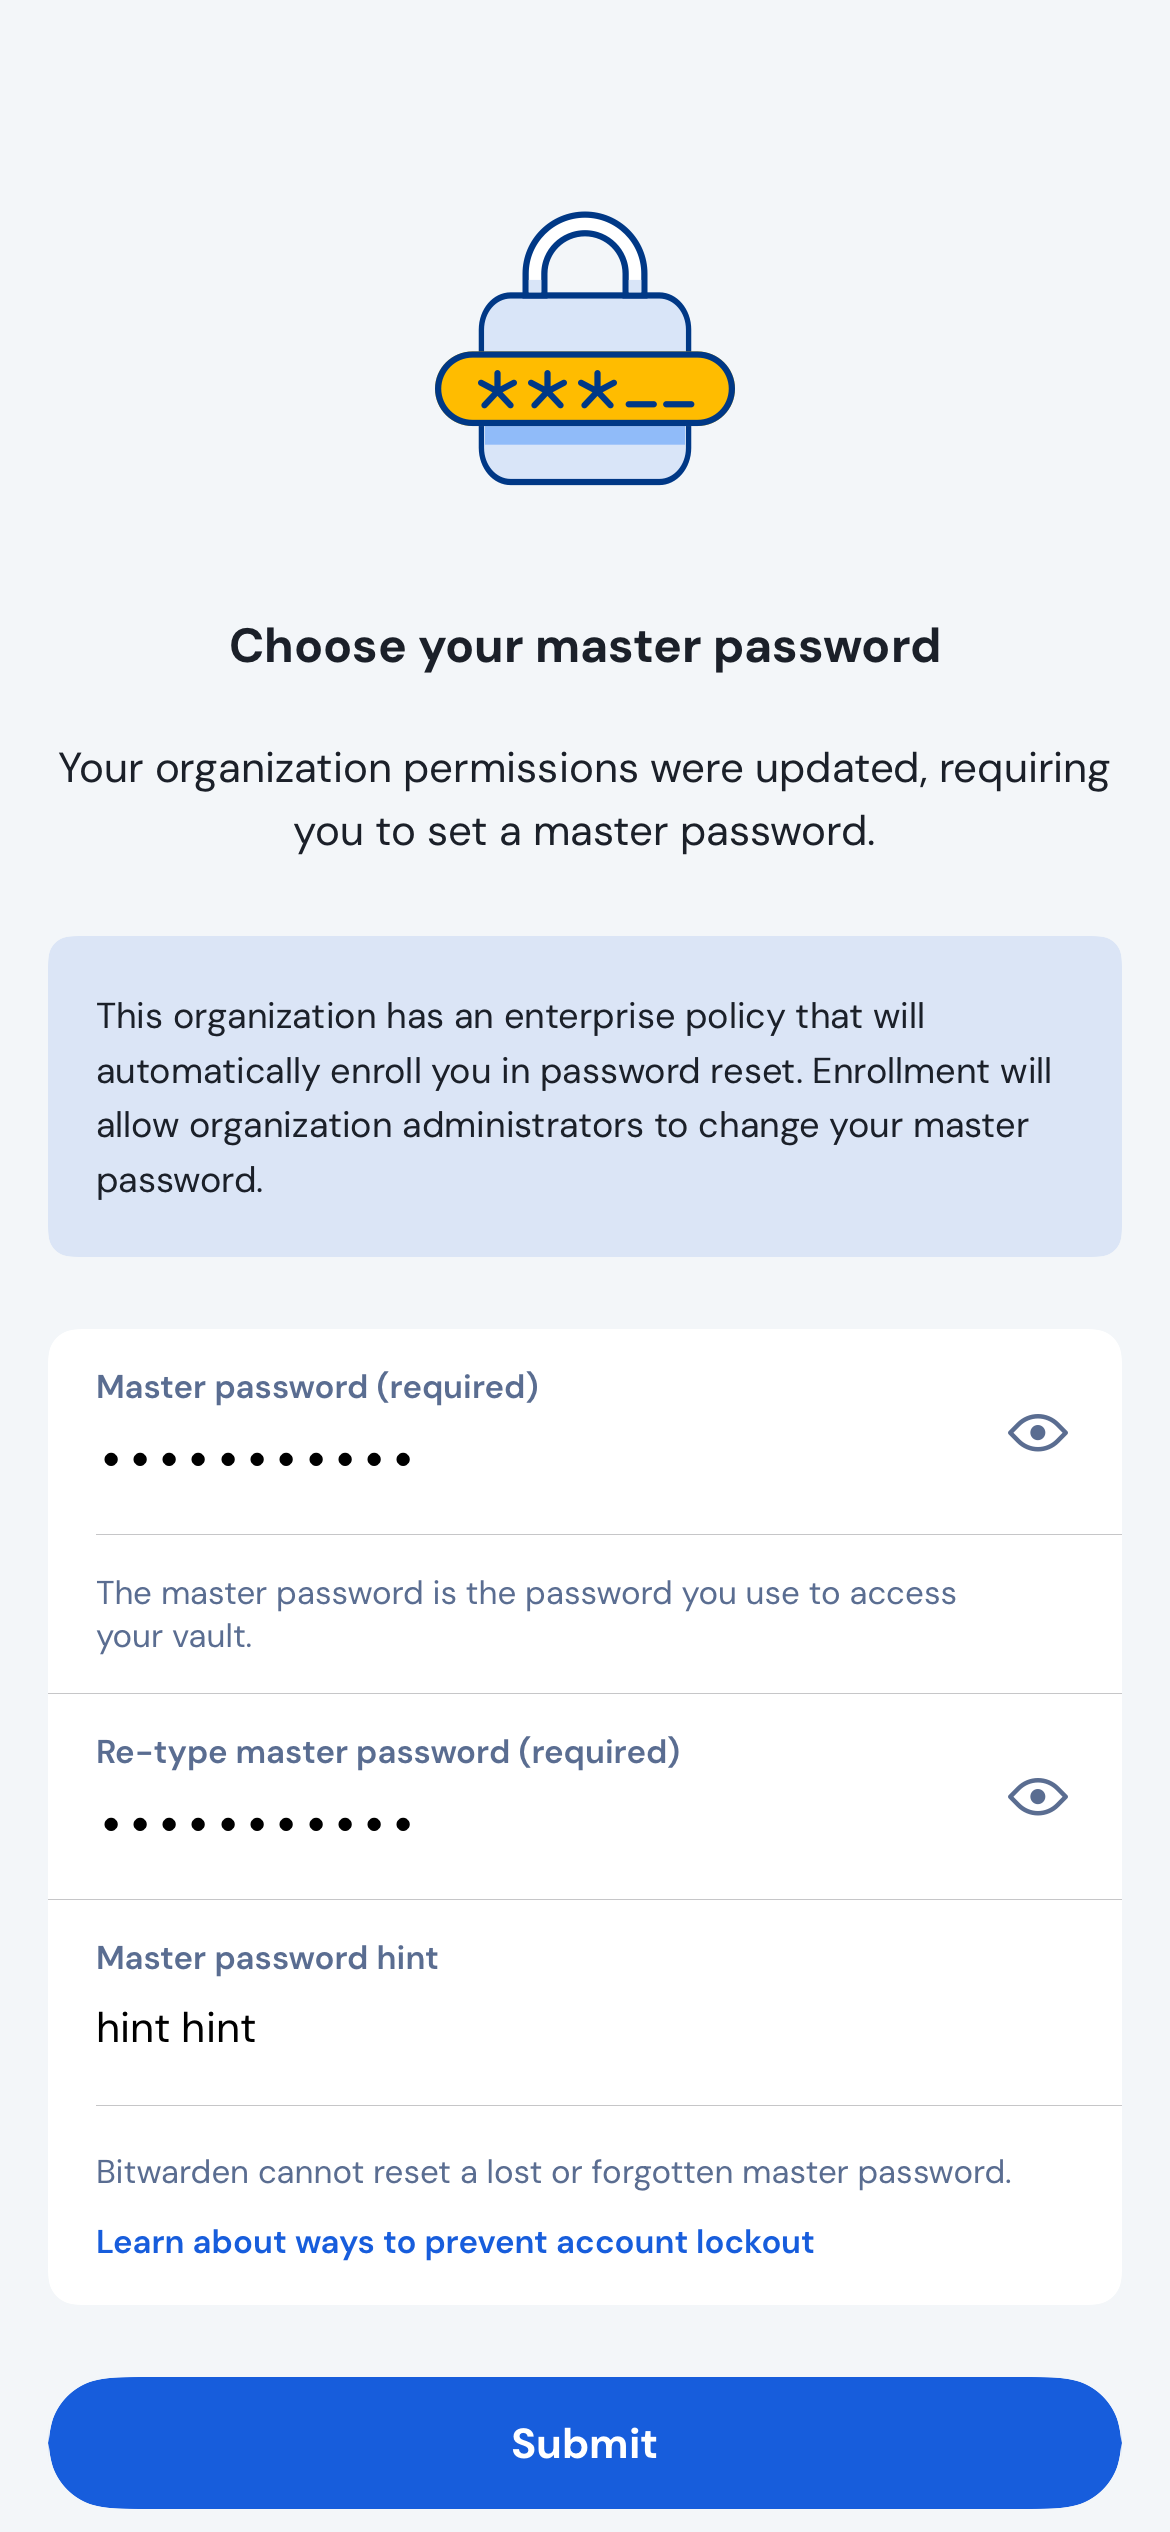 ***__
Choose your master password
Your organization permissions were updated, requiring
you to set a master password.
This organization has an enterprise policy that will
automatically enroll you in password reset. Enrollment will
allow organization administrators to change your master
password.
Master password (required)
•••••••••••
The master password is the password you use to access
your vault.
Re-type master password (required)
•••••••••••
Master password hint
hint hint
Bitwarden cannot reset a lost or forgotten master password.
Learn about ways to prevent account lockout
Submit